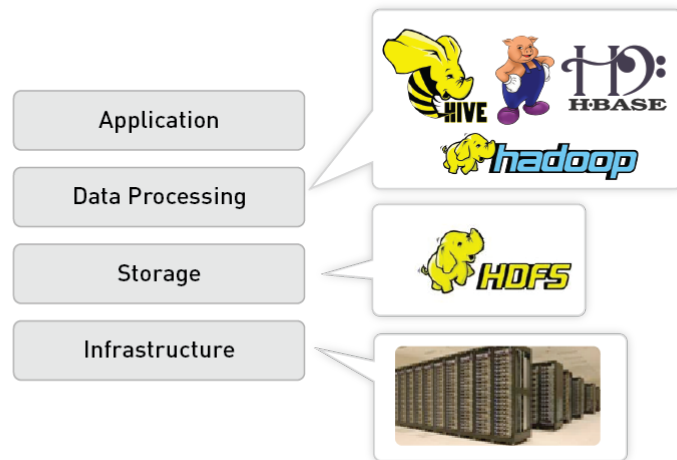 Application
Data Processing
Storage
Infrastructure
HIVE
H:BASE
hadoop
HDFS